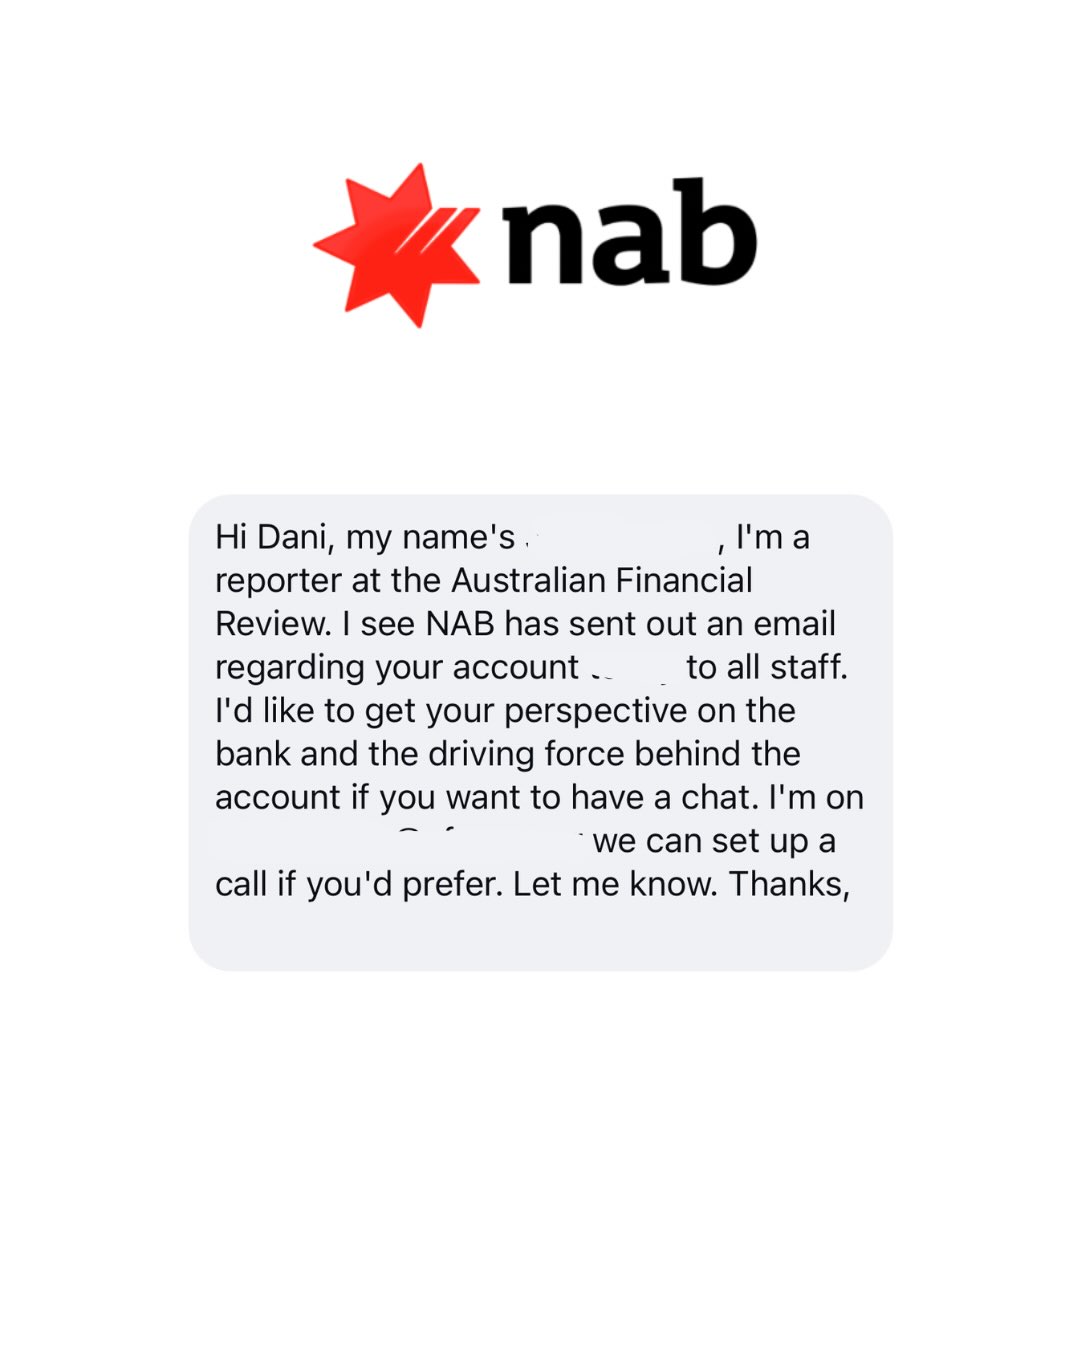 nab
Hi Dani, my name's , I'm a
reporter at the Australian Financial
Review. I see NAB has sent out an email
regarding your account to all staff.
I'd like to get your perspective on the
bank and the driving force behind the
account if you want to have a chat. I'm on
we can set up a
call if you'd prefer. Let me know. Thanks,